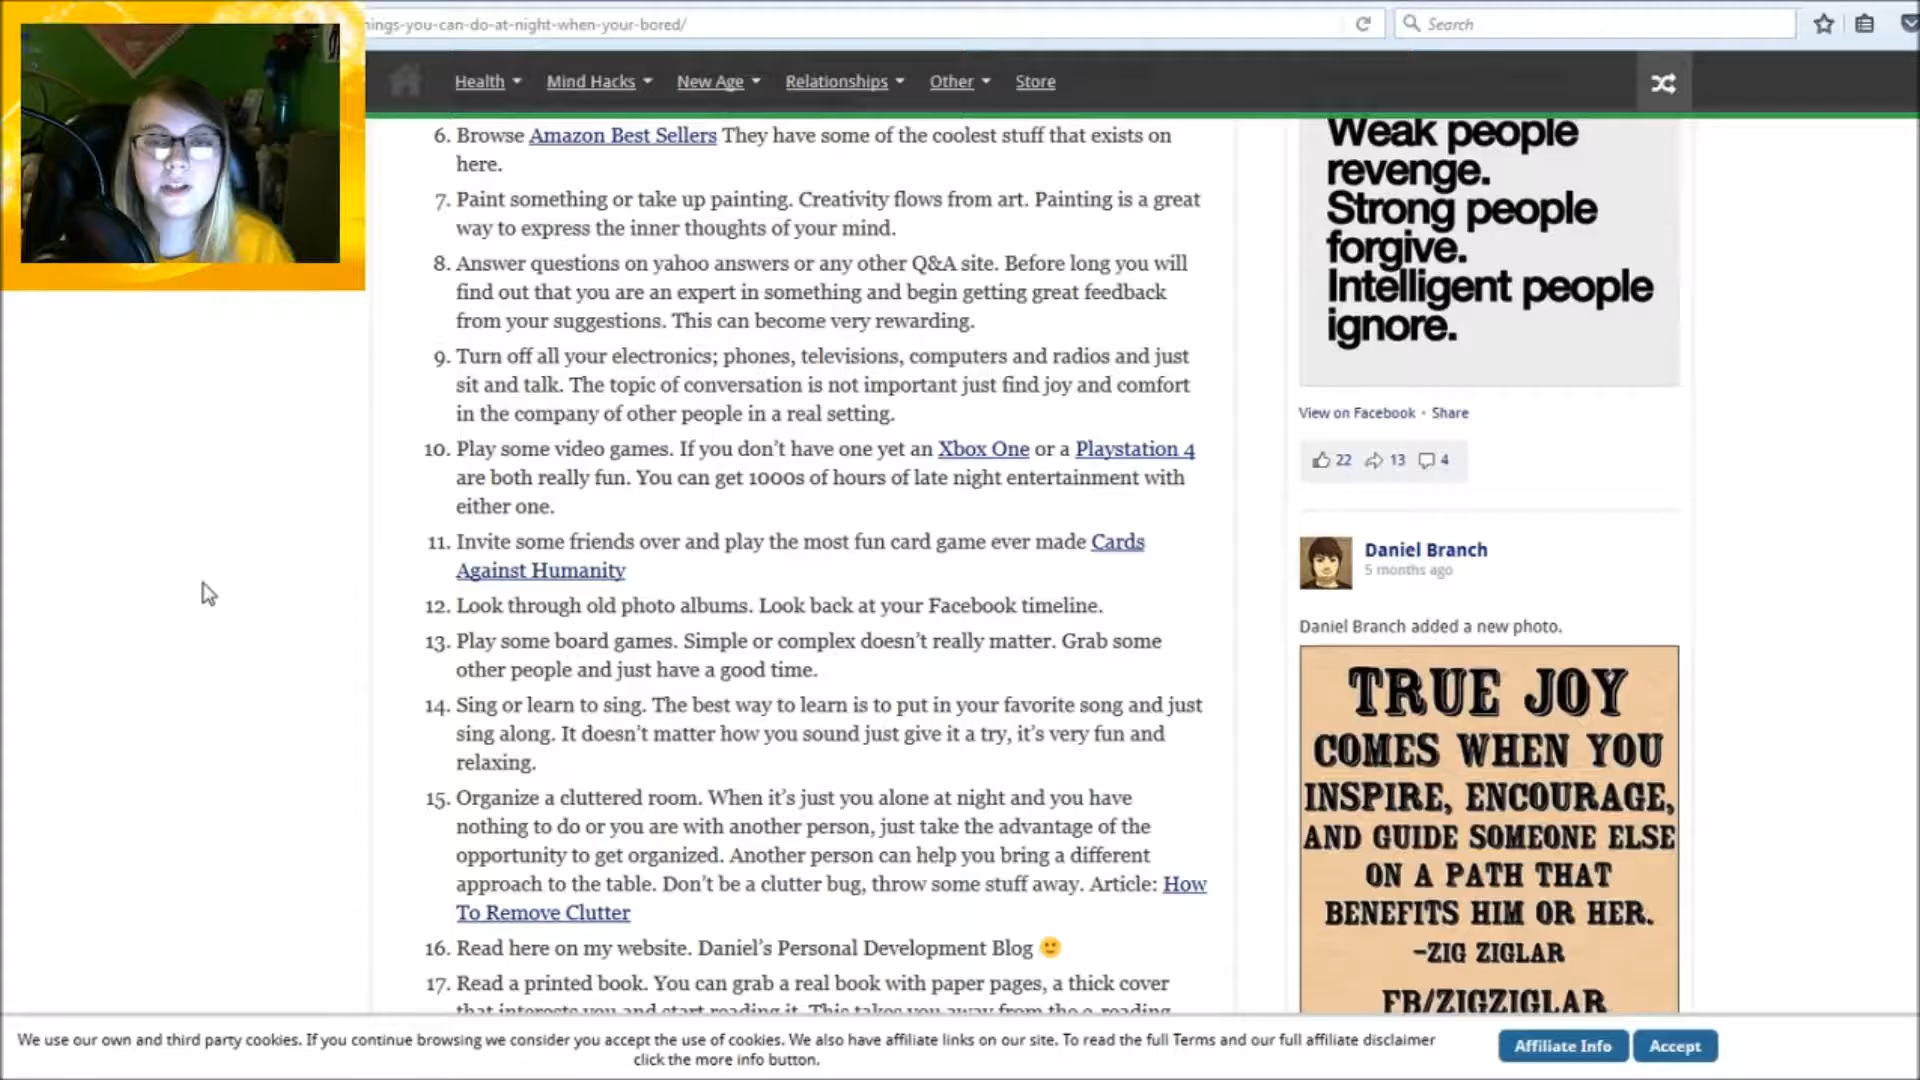 hings-you-can-do-at-night-when-your-bored/
Search
Health
Mind Hacks
New Age
Relationships
Other
Store
6. Browse Amazon Best Sellers They have some of the coolest stuff that exists on
here.
7. Paint something or take up painting. Creativity flows from art. Painting is a great
way to express the inner thoughts of your mind.
8. Answer questions on yahoo answers or any other Q&A site. Before long you will
find out that you are an expert in something and begin getting great feedback
from your suggestions. This can become very rewarding.
9. Turn off all your electronics; phones, televisions, computers and radios and just
sit and talk. The topic of conversation is not important just find joy and comfort
in the company of other people in a real setting.
10. Play some video games. If you don't have one yet an Xbox One or a Playstation 4
are both really fun. You can get 1000s of hours of late night entertainment with
either one.
11. Invite some friends over and play the most fun card game ever made Cards
Against Humanity
12. Look through old photo albums. Look back at your Facebook timeline.
13. Play some board games. Simple or complex doesn't really matter. Grab some
other people and just have a good time.
14. Sing or learn to sing. The best way to learn is to put in your favorite song and just
sing along. It doesn't matter how you sound just give it a try, it's very fun and
relaxing.
15. Organize a cluttered room. When it's just you alone at night and you have
nothing to do or you are with another person, just take the advantage of the
opportunity to get organized. Another person can help you bring a different
approach to the table. Don't be a clutter bug, throw some stuff away. Article: How
To Remove Clutter
16. Read here on my website. Daniel's Personal Development Blog 🙂
17. Read a printed book. You can grab a real book with paper pages, a thick cover
that interests you and start reading it. This takes you away from the e-reading
Weak people
revenge.
Strong people
forgive.
Intelligent people
ignore.
View on Facebook · Share
22 13 4
Daniel Branch
5 months ago
Daniel Branch added a new photo.
TRUE JOY
COMES WHEN YOU
INSPIRE, ENCOURAGE,
AND GUIDE SOMEONE ELSE
ON A PATH THAT
BENEFITS HIM OR HER.
-ZIG ZIGLAR
FB/ZIGZIGLAR
We use our own and third party cookies. If you continue browsing we consider you accept the use of cookies. We also have affiliate links on our site. To read the full Terms and our full affiliate disclaimer
click the more info button.
Affiliate Info
Accept